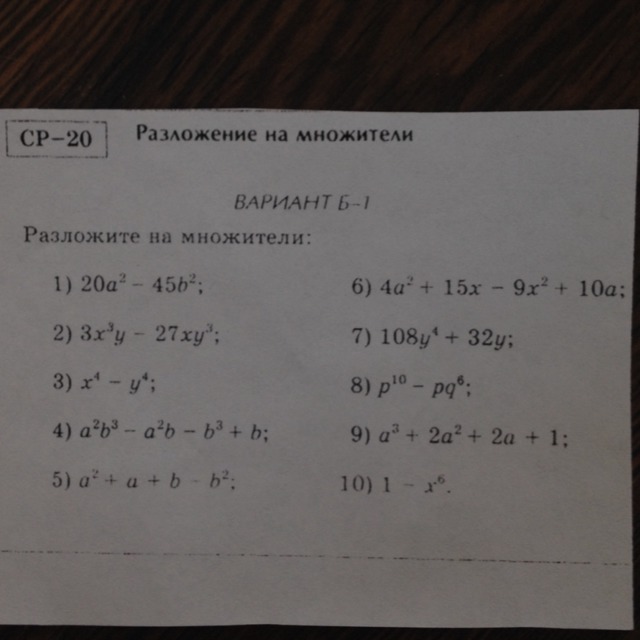 СР–20 Разложение на множители
ВАРИАНТ Б–1
Разложите на множители:
1) 20a² – 45b²;
2) 3x³y – 27xy³;
3) x⁴ – y⁴;
4) a²b³ – a²b – b³ + b;
5) a² + a + b – b²;
6) 4a² + 15x – 9x² + 10a;
7) 108y⁴ + 32y;
8) p¹⁰ – pq⁶;
9) a³ + 2a² + 2a + 1;
10) 1 – x⁶.